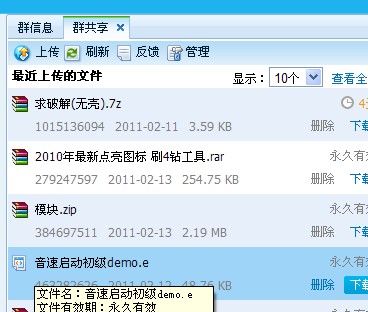 群信息 群共享
上传 刷新 反馈 管理
最近上传的文件 显示： 10个 查看全
求破解(无壳).7z
1015136094 2011-02-11 3.59 KB 删除 下载
2010年最新点亮图标 刷4钻工具.rar 永久有效
279247597 2011-02-13 254.75 KB 删除 下载
模块.zip 永久有效
384697511 2011-02-13 2.19 MB 删除 下载
音速启动初级demo.e 永久有效
463282626 2011-02-12 48.76 KB 删除 下载
文件名：音速启动初级demo.e
文件有效期：永久有效